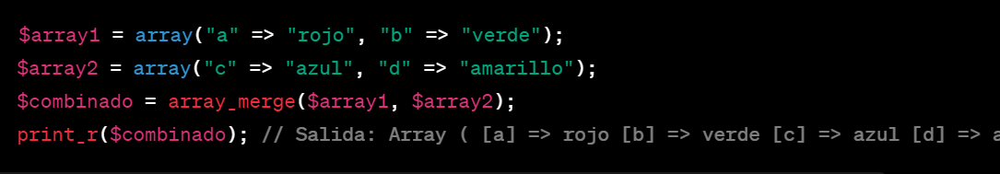 $array1 = array("a" => "rojo", "b" => "verde");
$array2 = array("c" => "azul", "d" => "amarillo");
$combinado = array_merge($array1, $array2);
print_r($combinado); // Salida: Array ( [a] => rojo [b] => verde [c] => azul [d] =>